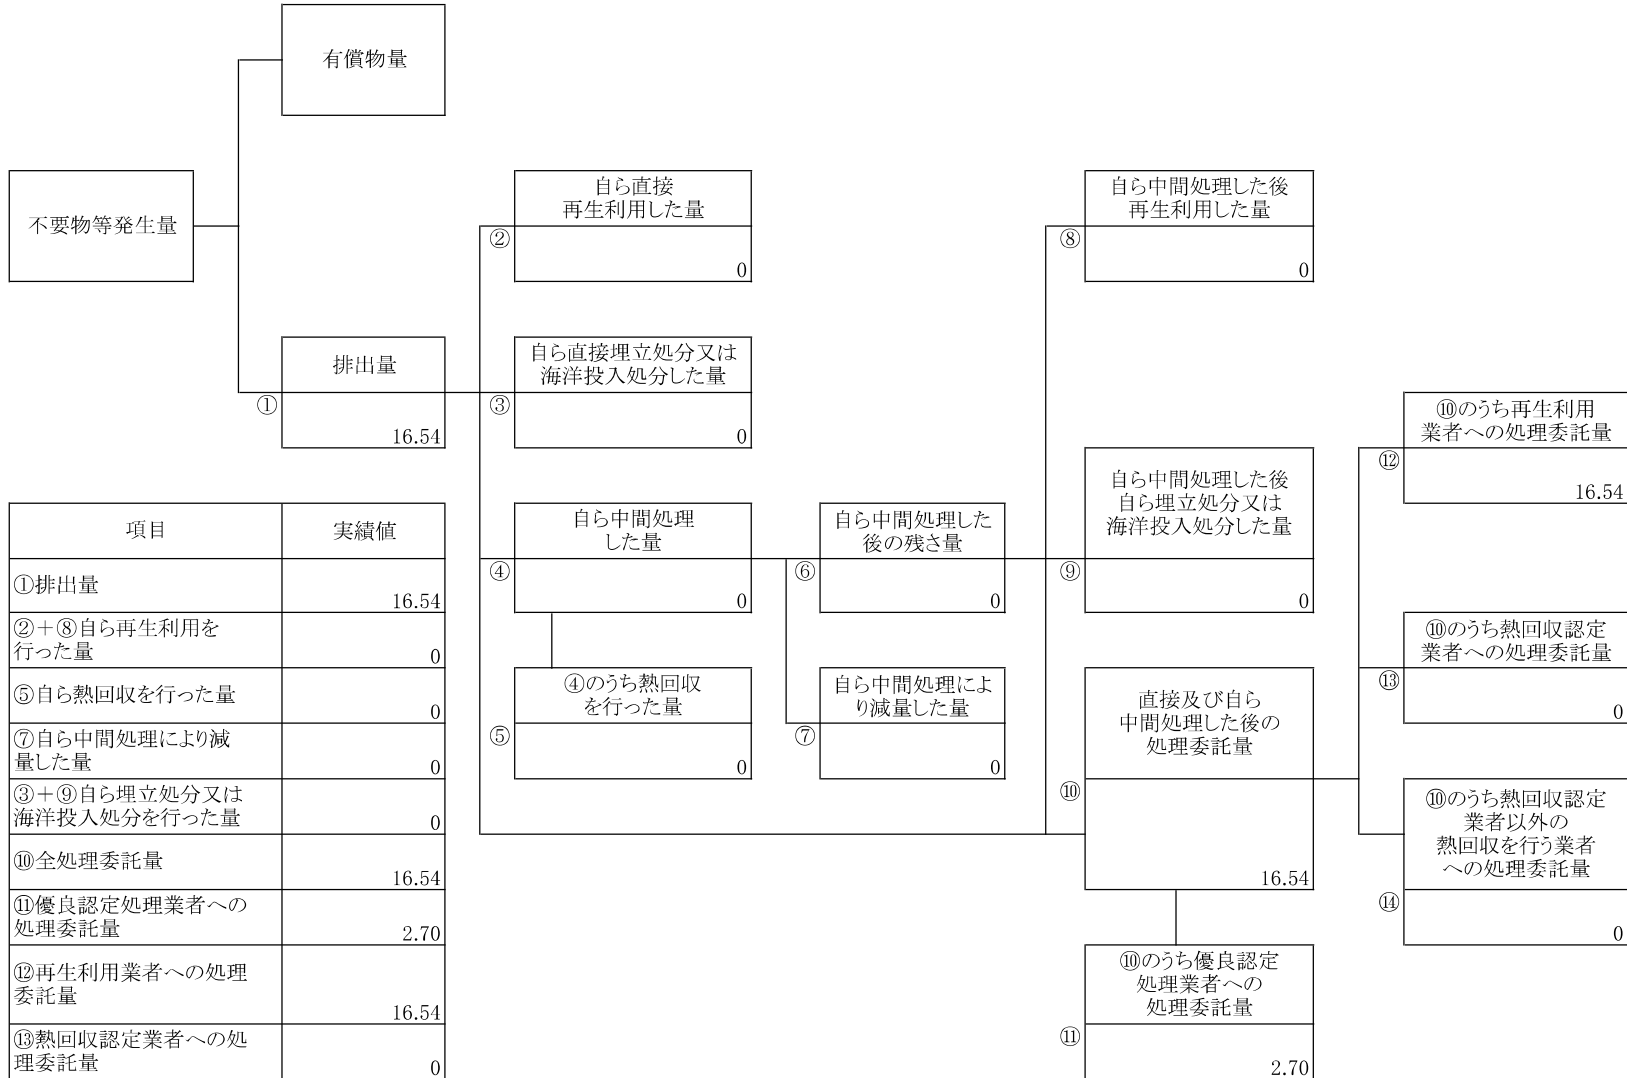 有償物量
不要物等発生量
自ら直接
再生利用した量
②
0
自ら中間処理した後
再生利用した量
⑧
0
排出量
①
16.54
自ら直接埋立処分又は
海洋投入処分した量
③
0
⑩のうち再生利用
業者への処理委託量
⑫
16.54
自ら中間処理
した量
④
0
自ら中間処理した
後の残さ量
⑥
0
自ら中間処理した後
自ら埋立処分又は
海洋投入処分した量
⑨
0
⑩のうち熱回収認定
業者への処理委託量
⑬
0
④のうち熱回収
を行った量
⑤
0
自ら中間処理によ
り減量した量
⑦
0
直接及び自ら
中間処理した後の
処理委託量
⑩
16.54
⑩のうち熱回収認定
業者以外の
熱回収を行う業者
への処理委託量
⑭
0
⑩のうち優良認定
処理業者への
処理委託量
⑪
2.70
項目
実績値
①排出量
16.54
②＋⑧自ら再生利用を
行った量
0
⑤自ら熱回収を行った量
0
⑦自ら中間処理により減
量した量
0
③＋⑨自ら埋立処分又は
海洋投入処分を行った量
0
⑩全処理委託量
16.54
⑪優良認定処理業者への
処理委託量
2.70
⑫再生利用業者への処理
委託量
16.54
⑬熱回収認定業者への処
理委託量
0